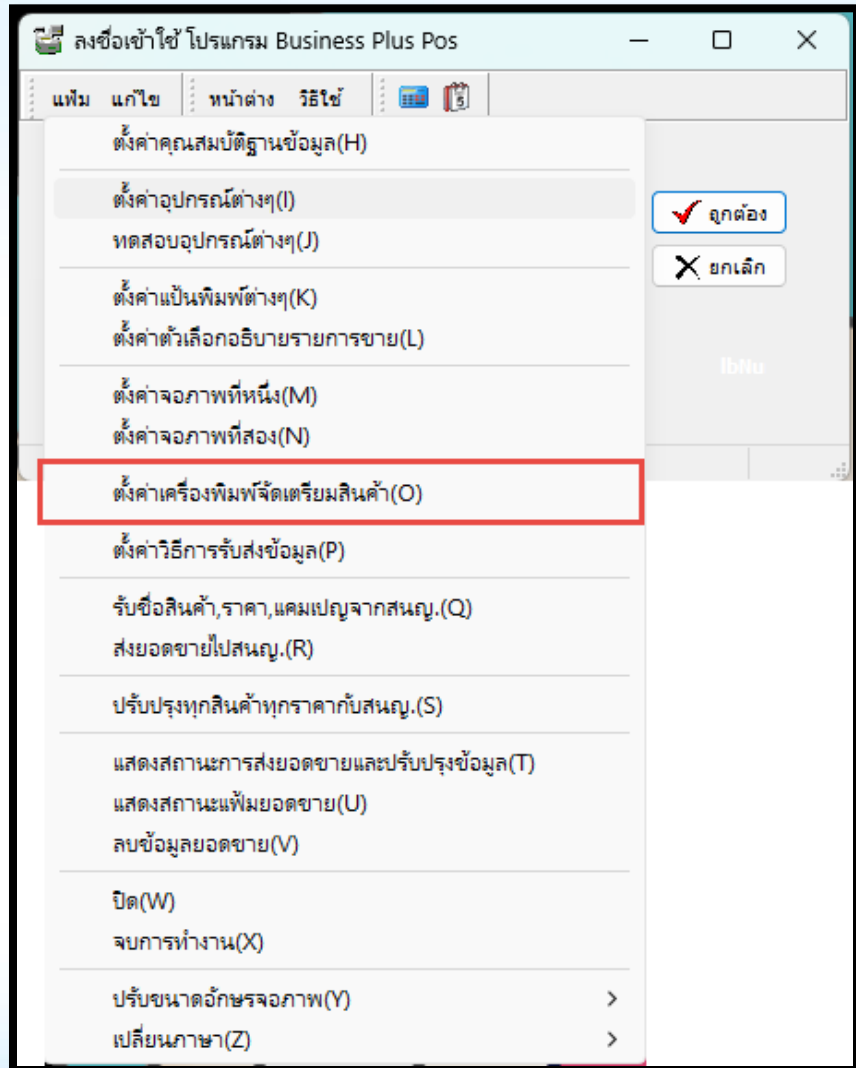 ลงชื่อเข้าใช้ โปรแกรม Business Plus Pos
แฟ้ม แก้ไข หน้าต่าง วิธีใช้
ตั้งค่าคุณสมบัติฐานข้อมูล(H)
ตั้งค่าอุปกรณ์ต่างๆ(I)
ทดสอบอุปกรณ์ต่างๆ(J)
ตั้งค่าแป้นพิมพ์ต่างๆ(K)
ตั้งค่าตัวเลือกอธิบายรายการขาย(L)
ตั้งค่าจอภาพที่หนึ่ง(M)
ตั้งค่าจอภาพที่สอง(N)
ตั้งค่าเครื่องพิมพ์จัดเตรียมสินค้า(O)
ตั้งค่าวิธีการรับส่งข้อมูล(P)
รับชื่อสินค้า,ราคา,แคมเปญจากสนญ.(Q)
ส่งยอดขายไปสนญ.(R)
ปรับปรุงทุกสินค้าทุกราคากับสนญ.(S)
แสดงสถานะการส่งยอดขายและปรับปรุงข้อมูล(T)
แสดงสถานะแฟ้มยอดขาย(U)
ลบข้อมูลยอดขาย(V)
ปิด(W)
จบการทำงาน(X)
ปรับขนาดอักษรจอภาพ(Y)
เปลี่ยนภาษา(Z)
ถูกต้อง
ยกเลิก
lbNu